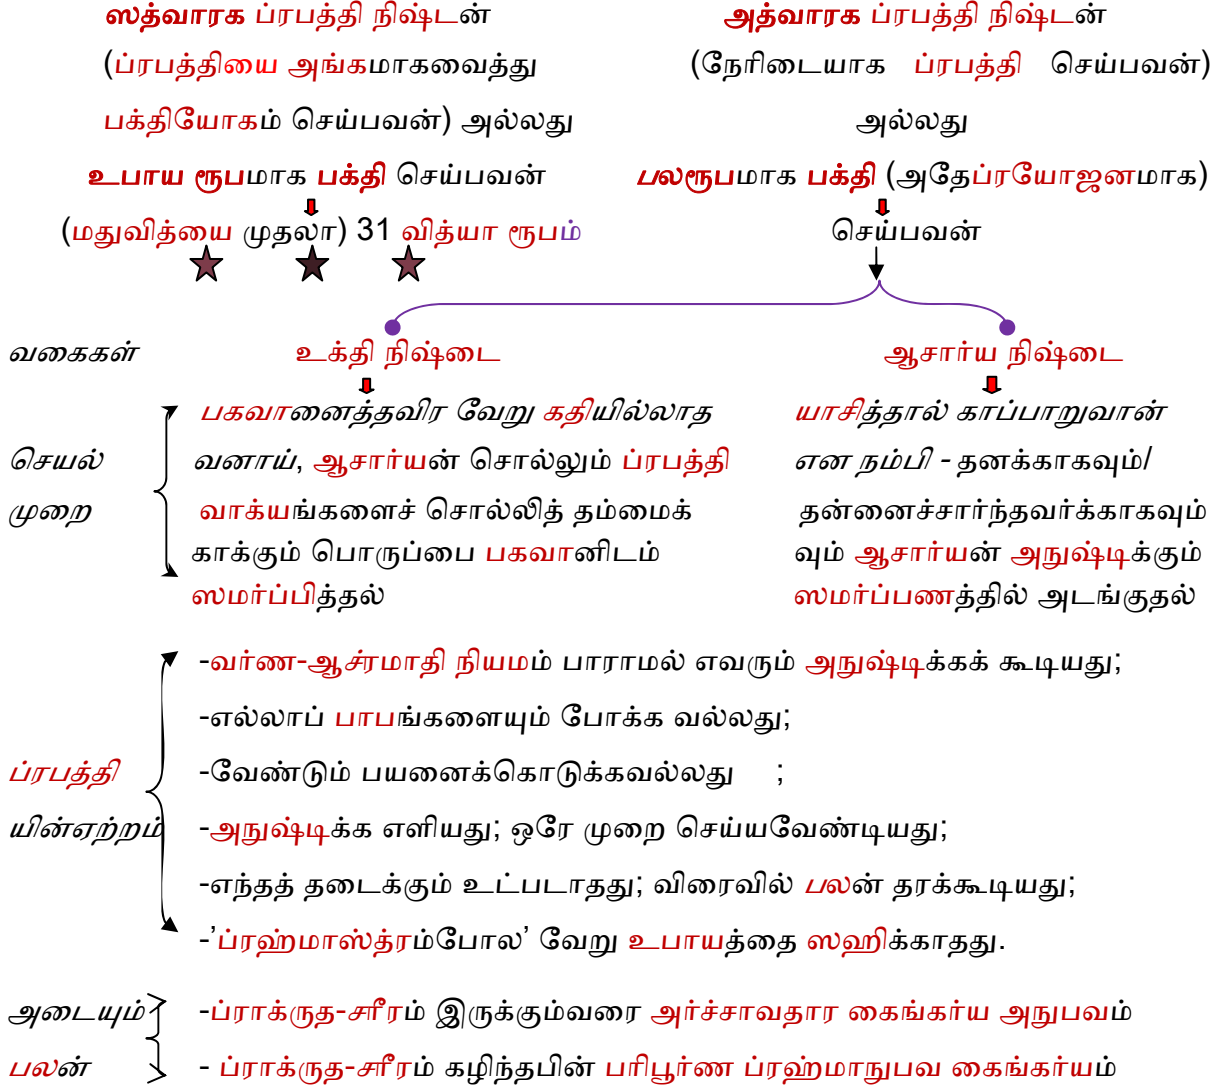 ஸத்வாரக ப்ரபத்தி நிஷ்டன்
(ப்ரபத்தியை அங்கமாகவைத்து
பக்தியோகம் செய்பவன்) அல்லது
உபாய ரூபமாக பக்தி செய்பவன்
(மதுவித்யை முதலா) 31 வித்யா ரூபம்
அத்வாரக ப்ரபத்தி நிஷ்டன்
(நேரிடையாக ப்ரபத்தி செய்பவன்)
அல்லது
பலரூபமாக பக்தி (அதேப்ரயோஜனமாக)
செய்பவன்
வகைகள்
உக்தி நிஷ்டை
ஆசார்ய நிஷ்டை
செயல்
முறை
பகவானைத்தவிர வேறு கதியில்லாத
வனாய், ஆசார்யன் சொல்லும் ப்ரபத்தி
வாக்யங்களைச் சொல்லித் தம்மைக்
காக்கும் பொருப்பை பகவானிடம்
ஸமர்ப்பித்தல்
யாசித்தால் காப்பாறுவான்
என நம்பி - தனக்காகவும்/
தன்னைச்சார்ந்தவர்க்காகவும்
வும் ஆசார்யன் அநுஷ்டிக்கும்
ஸமர்ப்பணத்தில் அடங்குதல்
ப்ரபத்தி
யின்ஏற்றம்
-வர்ண-ஆச்ரமாதி நியமம் பாராமல் எவரும் அநுஷ்டிக்கக் கூடியது;
-எல்லாப் பாபங்களையும் போக்க வல்லது;
-வேண்டும் பயனைக்கொடுக்கவல்லது ;
-அநுஷ்டிக்க எளியது; ஒரே முறை செய்யவேண்டியது;
-எந்தத் தடைக்கும் உட்படாதது; விரைவில் பலன் தரக்கூடியது;
-’ப்ரஹ்மாஸ்த்ரம்போல’ வேறு உபாயத்தை ஸஹிக்காதது.
அடையும்
பலன்
-ப்ராக்ருத-சரீரம் இருக்கும்வரை அர்ச்சாவதார கைங்கர்ய அநுபவம்
- ப்ராக்ருத-சரீரம் கழிந்தபின் பரிபூர்ண ப்ரஹ்மாநுபவ கைங்கர்யம்